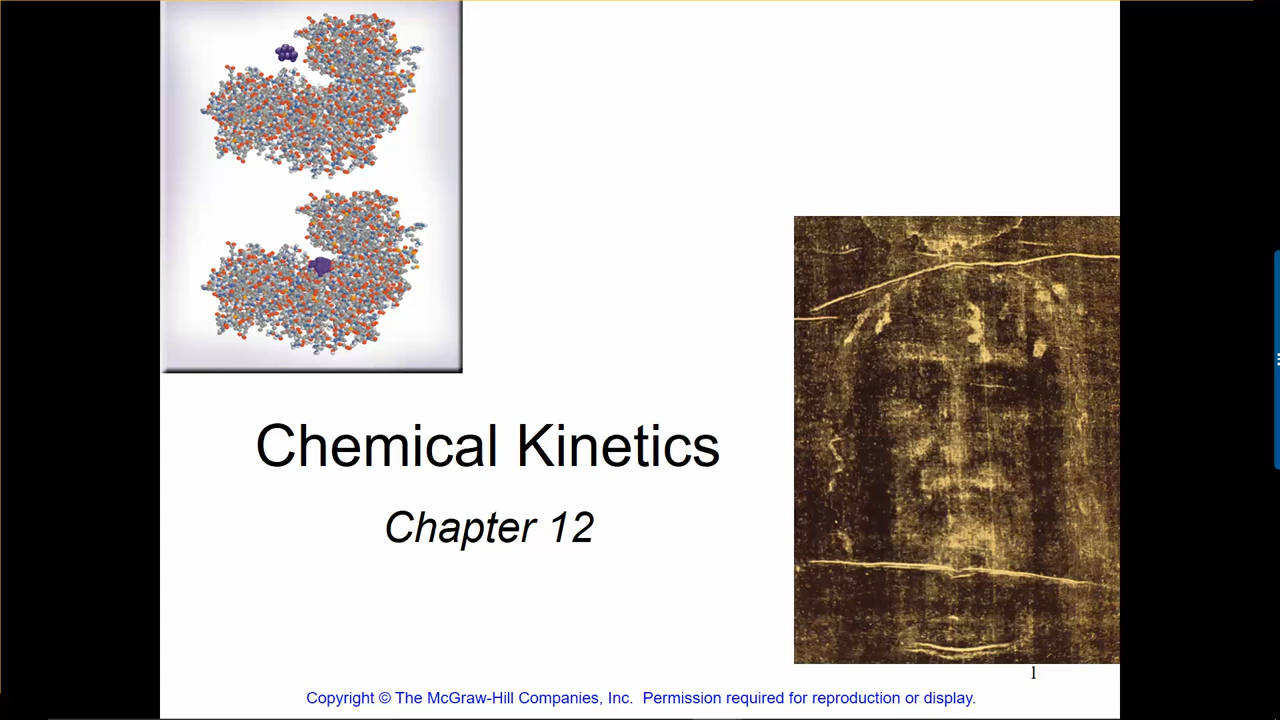 Chemical Kinetics
Chapter 12
1
Copyright © The McGraw-Hill Companies, Inc. Permission required for reproduction or display.